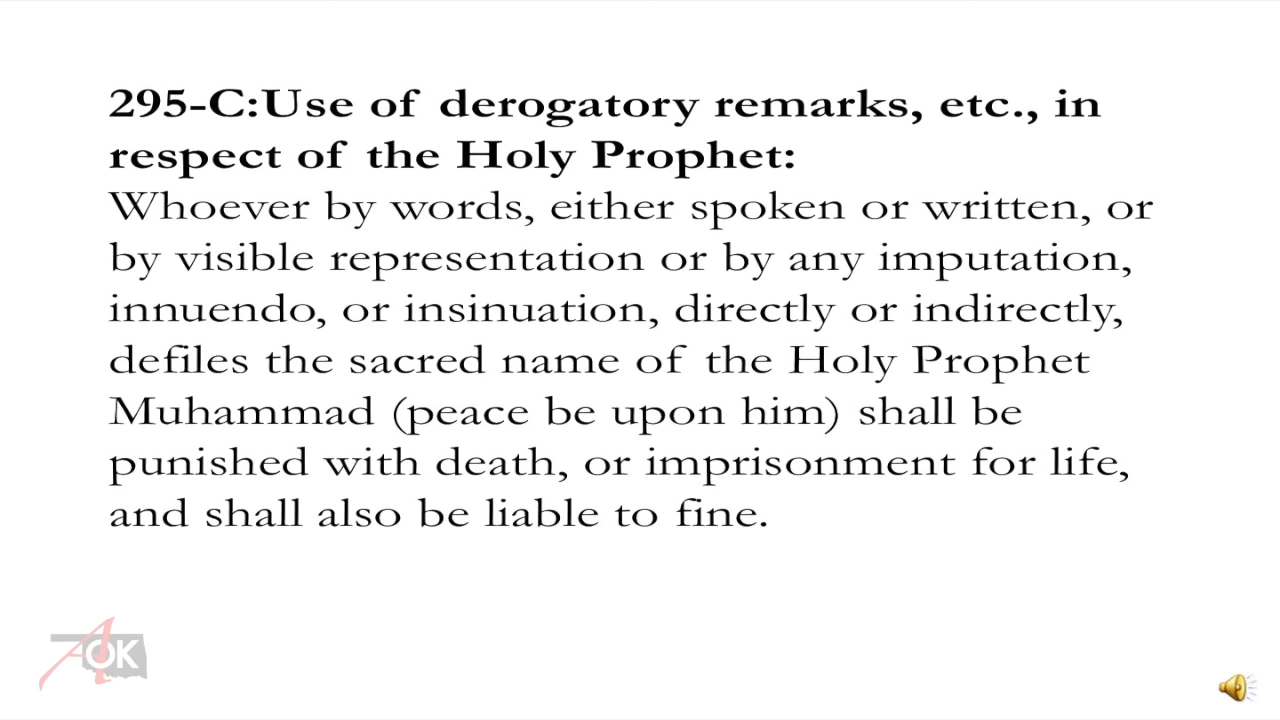 295-C:Use of derogatory remarks, etc., in
respect of the Holy Prophet:
Whoever by words, either spoken or written, or
by visible representation or by any imputation,
innuendo, or insinuation, directly or indirectly,
defiles the sacred name of the Holy Prophet
Muhammad (peace be upon him) shall be
punished with death, or imprisonment for life,
and shall also be liable to fine.
AOK